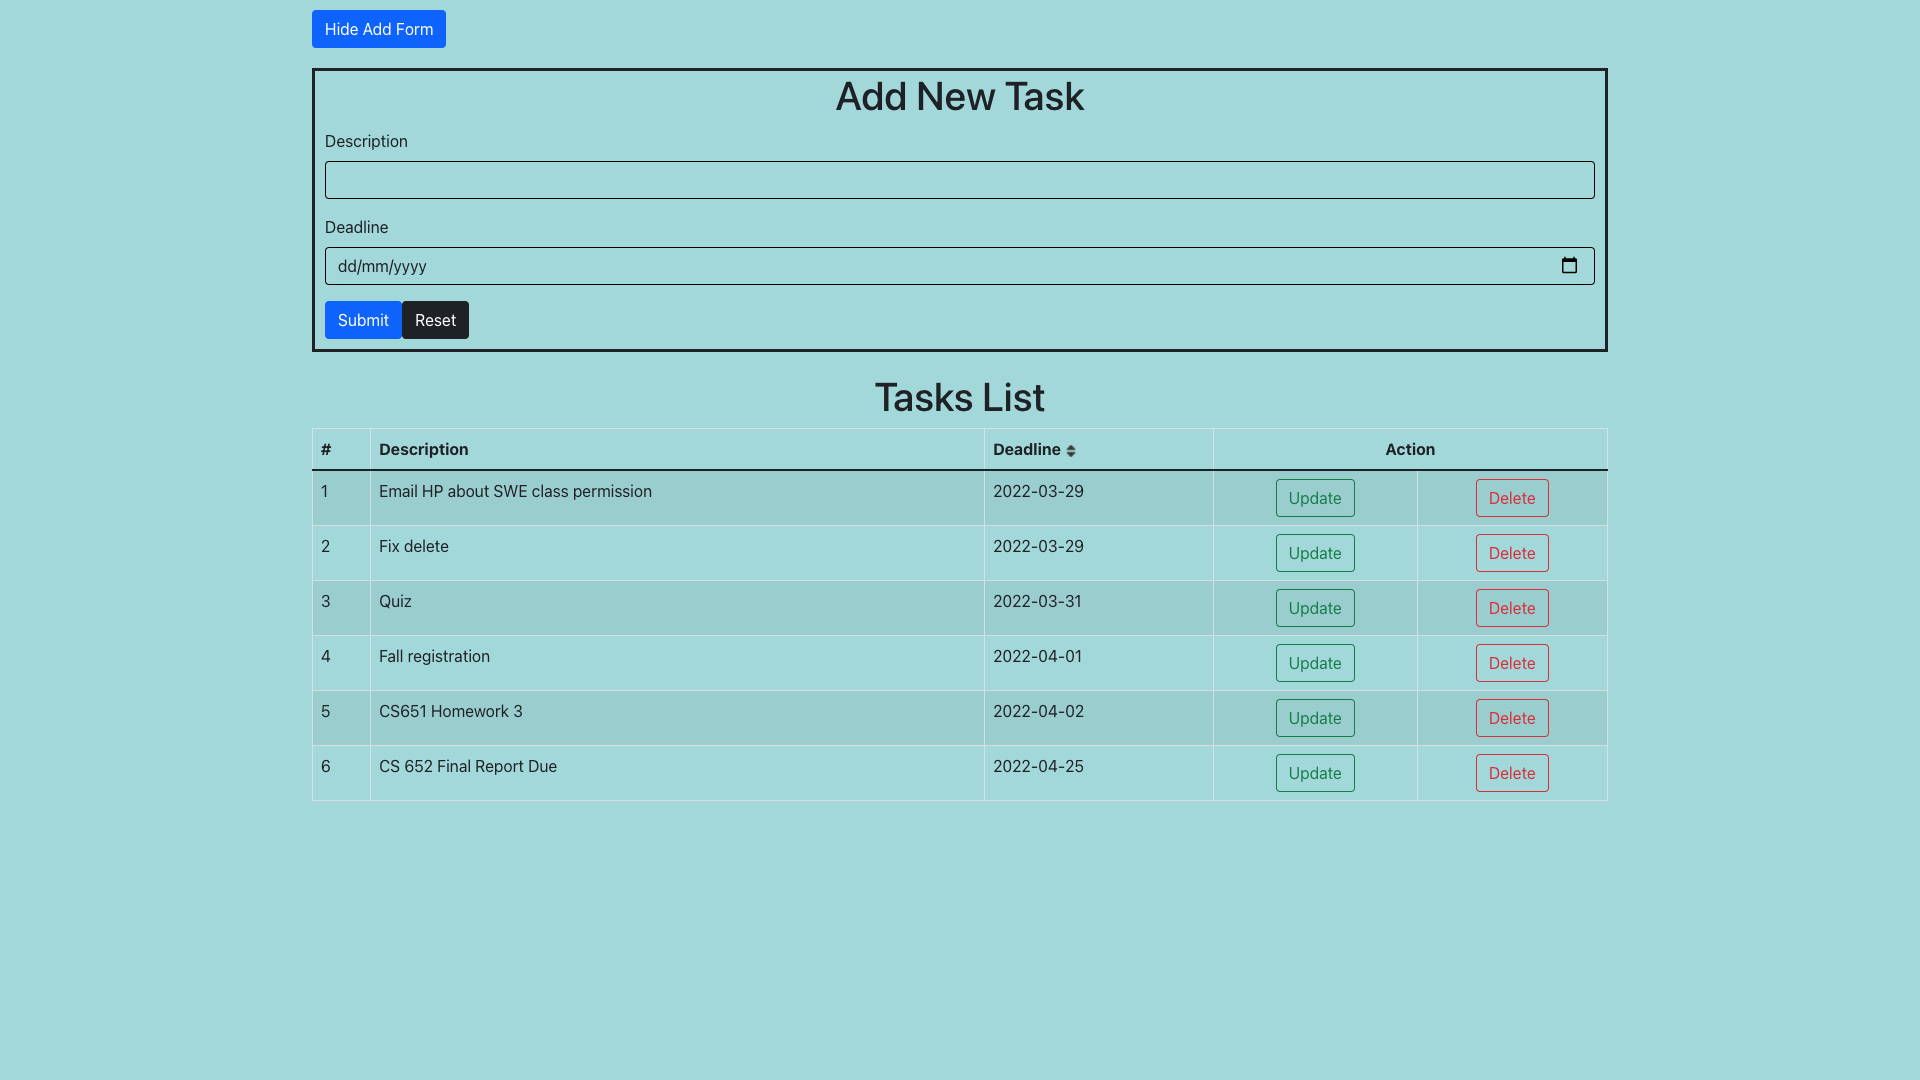 Hide Add Form
Add New Task
Description
Deadline
dd/mm/yyyy
Submit Reset
Tasks List
# Description Deadline Action
1 Email HP about SWE class permission 2022-03-29 Update Delete
2 Fix delete 2022-03-29 Update Delete
3 Quiz 2022-03-31 Update Delete
4 Fall registration 2022-04-01 Update Delete
5 CS651 Homework 3 2022-04-02 Update Delete
6 CS 652 Final Report Due 2022-04-25 Update Delete